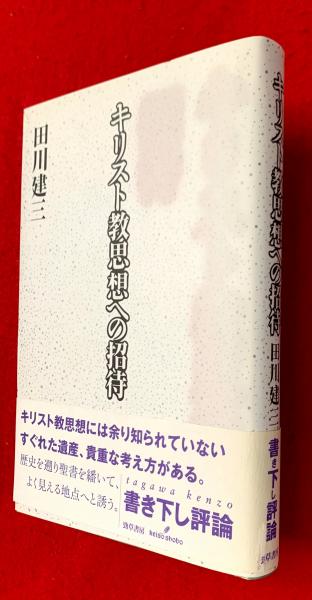 キリスト教思想への招待
田川建三
キリスト教思想には余り知られていない
すぐれた遺産、貴重な考え方がある。
歴史を遡り聖書を繙いて、
よく見える地点へと誘う。
tagawa kenzo
書き下し評論
勁草書房
keiso shobo
キリスト教思想への招待
田川建三
書き下し評論
勁草書房